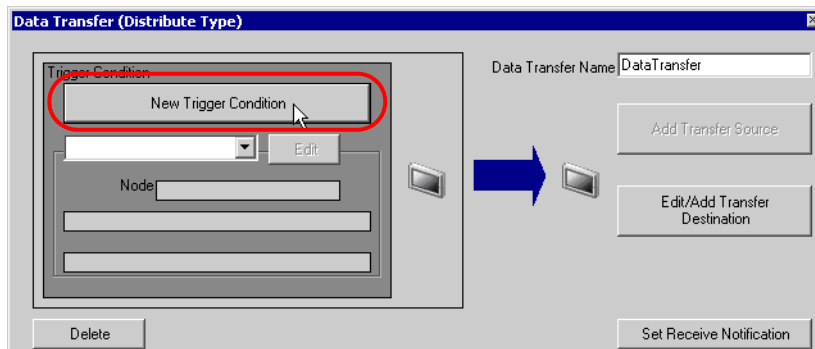 Data Transfer (Distribute Type)
Trigger Condition
New Trigger Condition
Edit
Node
Data Transfer Name DataTransfer
Add Transfer Source
Edit/Add Transfer
Destination
Delete
Set Receive Notification